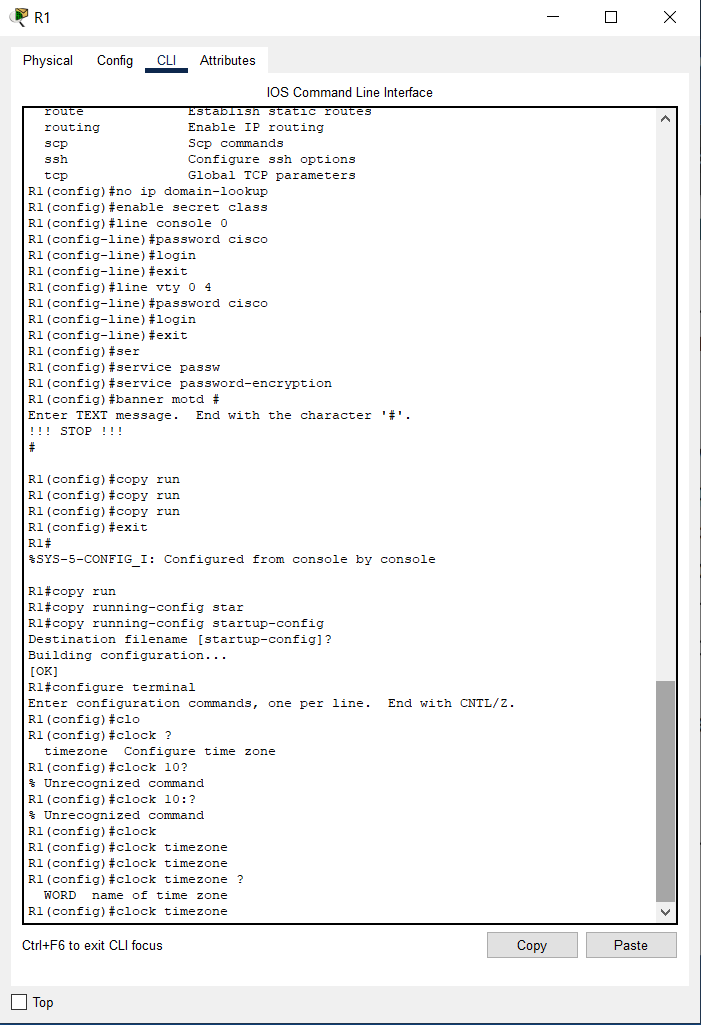 R1
Physical Config CLI Attributes
IOS Command Line Interface
route Establish static routes
routing Enable IP routing
scp Scp commands
ssh Configure ssh options
tcp Global TCP parameters
R1(config)#no ip domain-lookup
R1(config)#enable secret class
R1(config)#line console 0
R1(config-line)#password cisco
R1(config-line)#login
R1(config-line)#exit
R1(config)#line vty 0 4
R1(config-line)#password cisco
R1(config-line)#login
R1(config-line)#exit
R1(config)#ser
R1(config)#service passw
R1(config)#service password-encryption
R1(config)#banner motd #
Enter TEXT message.  End with the character '#'.
!!! STOP !!!
#
R1(config)#copy run
R1(config)#copy run
R1(config)#copy run
R1(config)#exit
R1#
%SYS-5-CONFIG_I: Configured from console by console
R1#copy run
R1#copy running-config star
R1#copy running-config startup-config
Destination filename [startup-config]?
Building configuration...
[OK]
R1#configure terminal
Enter configuration commands, one per line.  End with CNTL/Z.
R1(config)#clo
R1(config)#clock ?
timezone  Configure time zone
R1(config)#clock 10?
% Unrecognized command
R1(config)#clock 10:?
% Unrecognized command
R1(config)#clock
R1(config)#clock timezone
R1(config)#clock timezone
R1(config)#clock timezone ?
WORD  name of time zone
R1(config)#clock timezone
Ctrl+F6 to exit CLI focus Copy Paste
Top